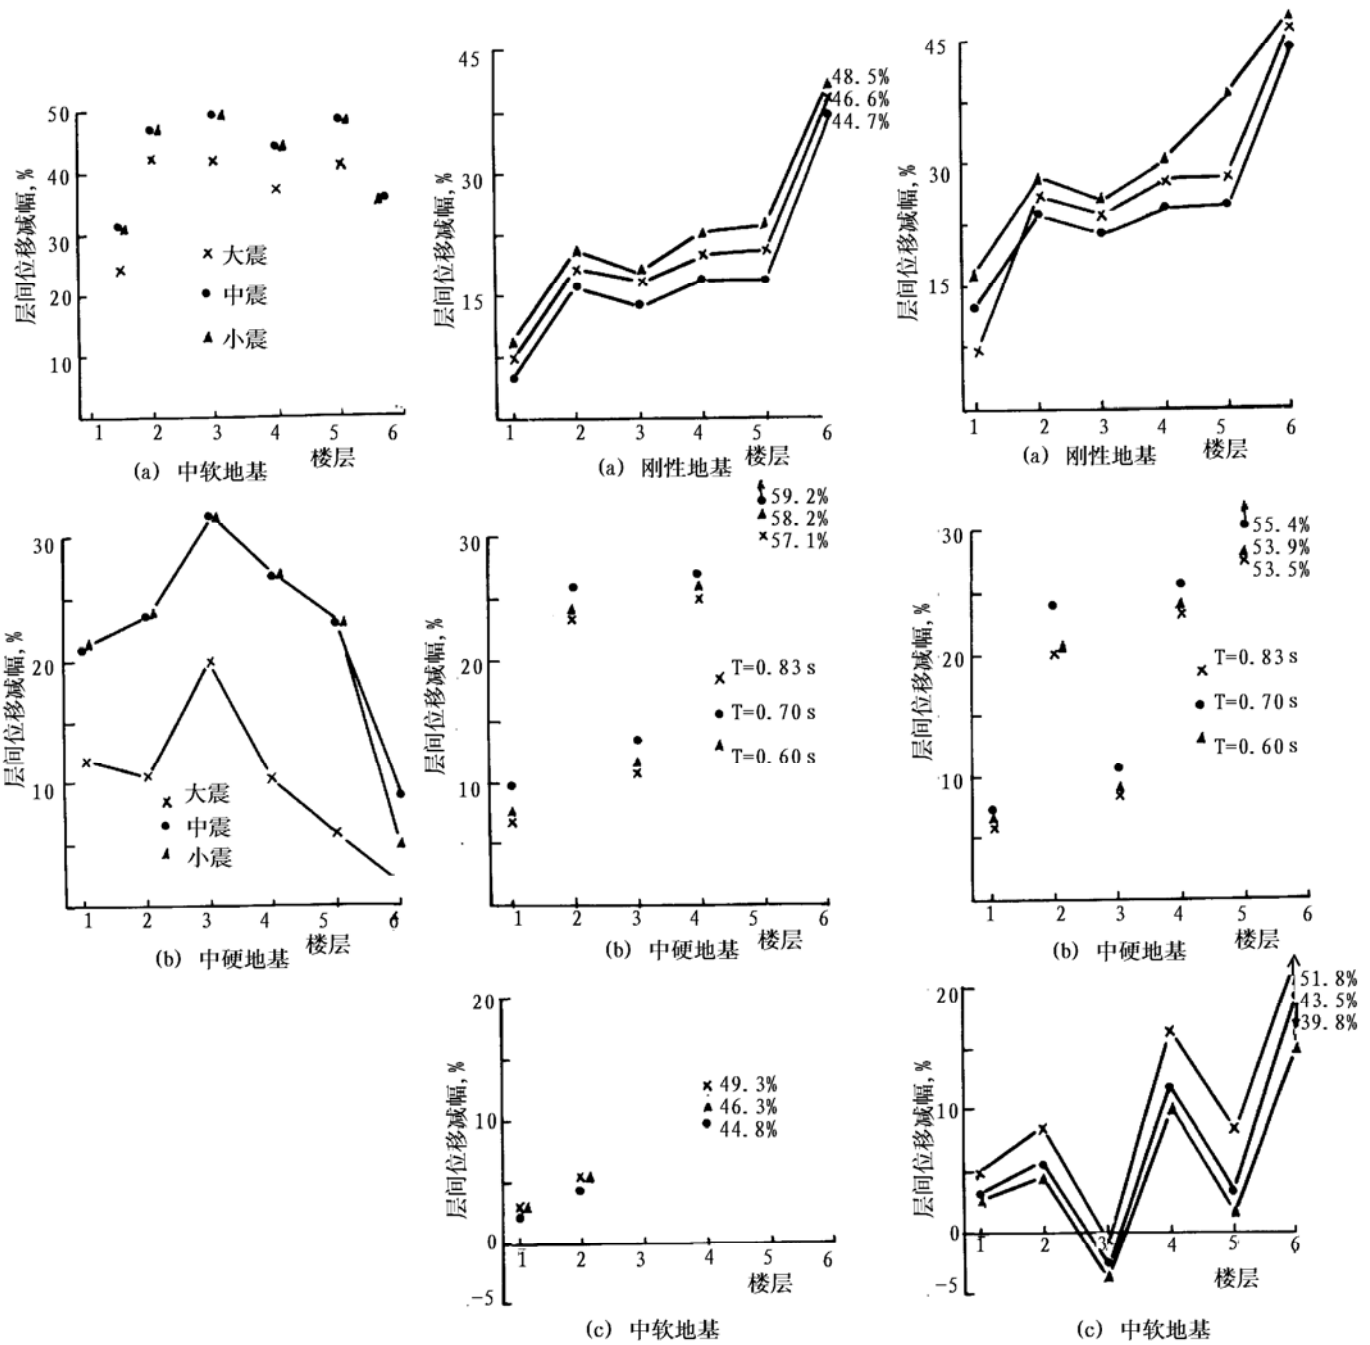 50
40
30
20
10
层间位移减幅,%
× 大震
● 中震
▲ 小震
1 2 3 4 5 6
楼层
(a) 中软地基
45
30
15
层间位移减幅,%
48.5%
46.6%
44.7%
1 2 3 4 5 6
楼层
(a) 刚性地基
45
30
15
层间位移减幅,%
1 2 3 4 5 6
楼层
(a) 刚性地基
30
20
10
层间位移减幅,%
× 大震
● 中震
▲ 小震
1 2 3 4 5 6
楼层
(b) 中硬地基
30
20
10
层间位移减幅,%
59.2%
58.2%
57.1%
T=0.83 s
T=0.70 s
T=0.60 s
1 2 3 4 5 6
楼层
(b) 中硬地基
30
20
10
层间位移减幅,%
55.4%
53.9%
53.5%
T=0.83 s
T=0.70 s
T=0.60 s
1 2 3 4 5 6
楼层
(b) 中硬地基
20
10
0
-5
层间位移减幅,%
49.3%
46.3%
44.8%
1 2 4 5 6
楼层
(c) 中软地基
20
10
0
-5
层间位移减幅,%
51.8%
43.5%
39.8%
1 2 3 4 5 6
楼层
(c) 中软地基